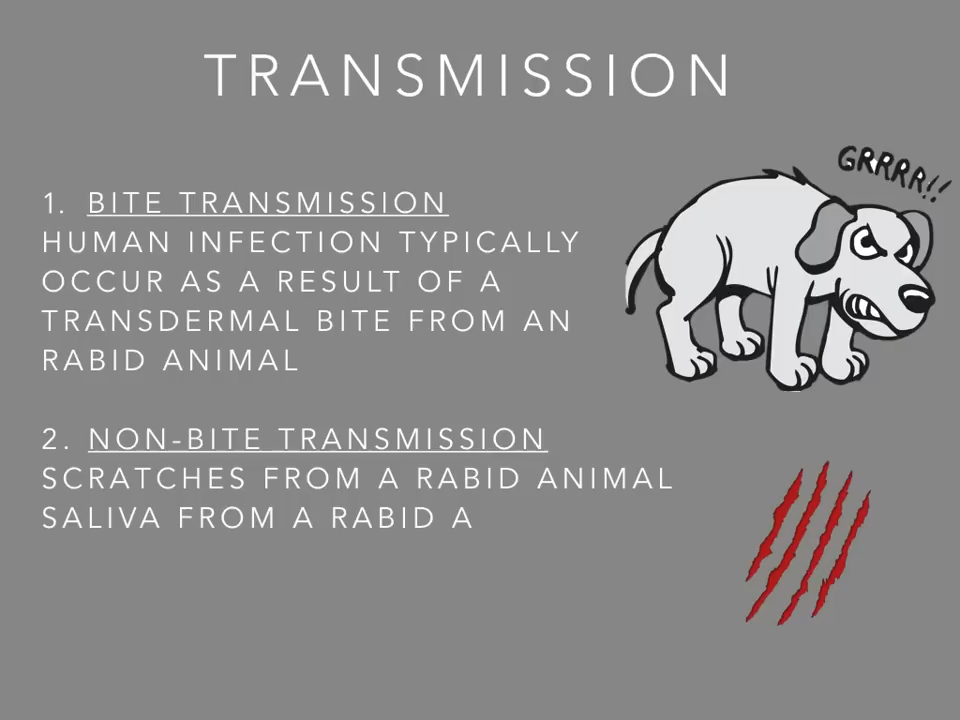 TRANSMISSION
GRRRR!!
1. BITE TRANSMISSION
HUMAN INFECTION TYPICALLY
OCCUR AS A RESULT OF A
TRANSDERMAL BITE FROM AN
RABID ANIMAL
2. NON-BITE TRANSMISSION
SCRATCHES FROM A RABID ANIMAL
SALIVA FROM A RABID A